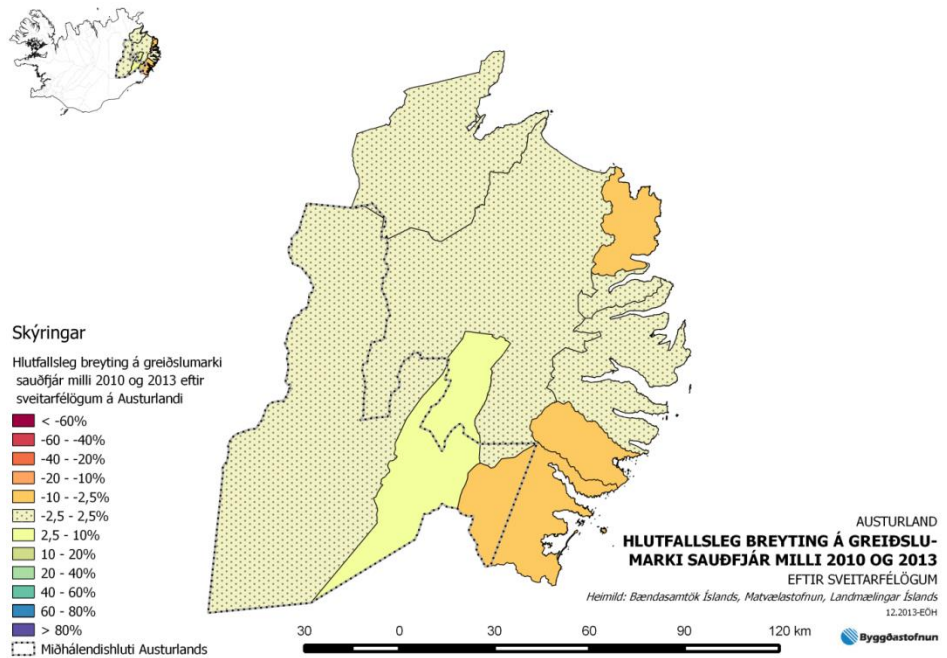 Skýringar
Hlutfallsleg breyting á greiðslumarki
sauðfjár milli 2010 og 2013 eftir
sveitarfélögum á Austurlandi
< -60%
-60 - -40%
-40 - -20%
-20 - -10%
-10 - -2,5%
-2,5 - 2,5%
2,5 - 10%
10 - 20%
20 - 40%
40 - 60%
60 - 80%
> 80%
Miðhálendishluti Austurlands
30 0 30 60 90 120 km
AUSTURLAND
HLUTFALLSLEG BREYTING Á GREIÐSLU-
MARKI SAUÐFJÁR MILLI 2010 OG 2013
EFTIR SVEITARFÉLÖGUM
Heimild: Bændasamtök Íslands, Matvælastofnun, Landmælingar Íslands
12.2013-EÖH
Byggðastofnun